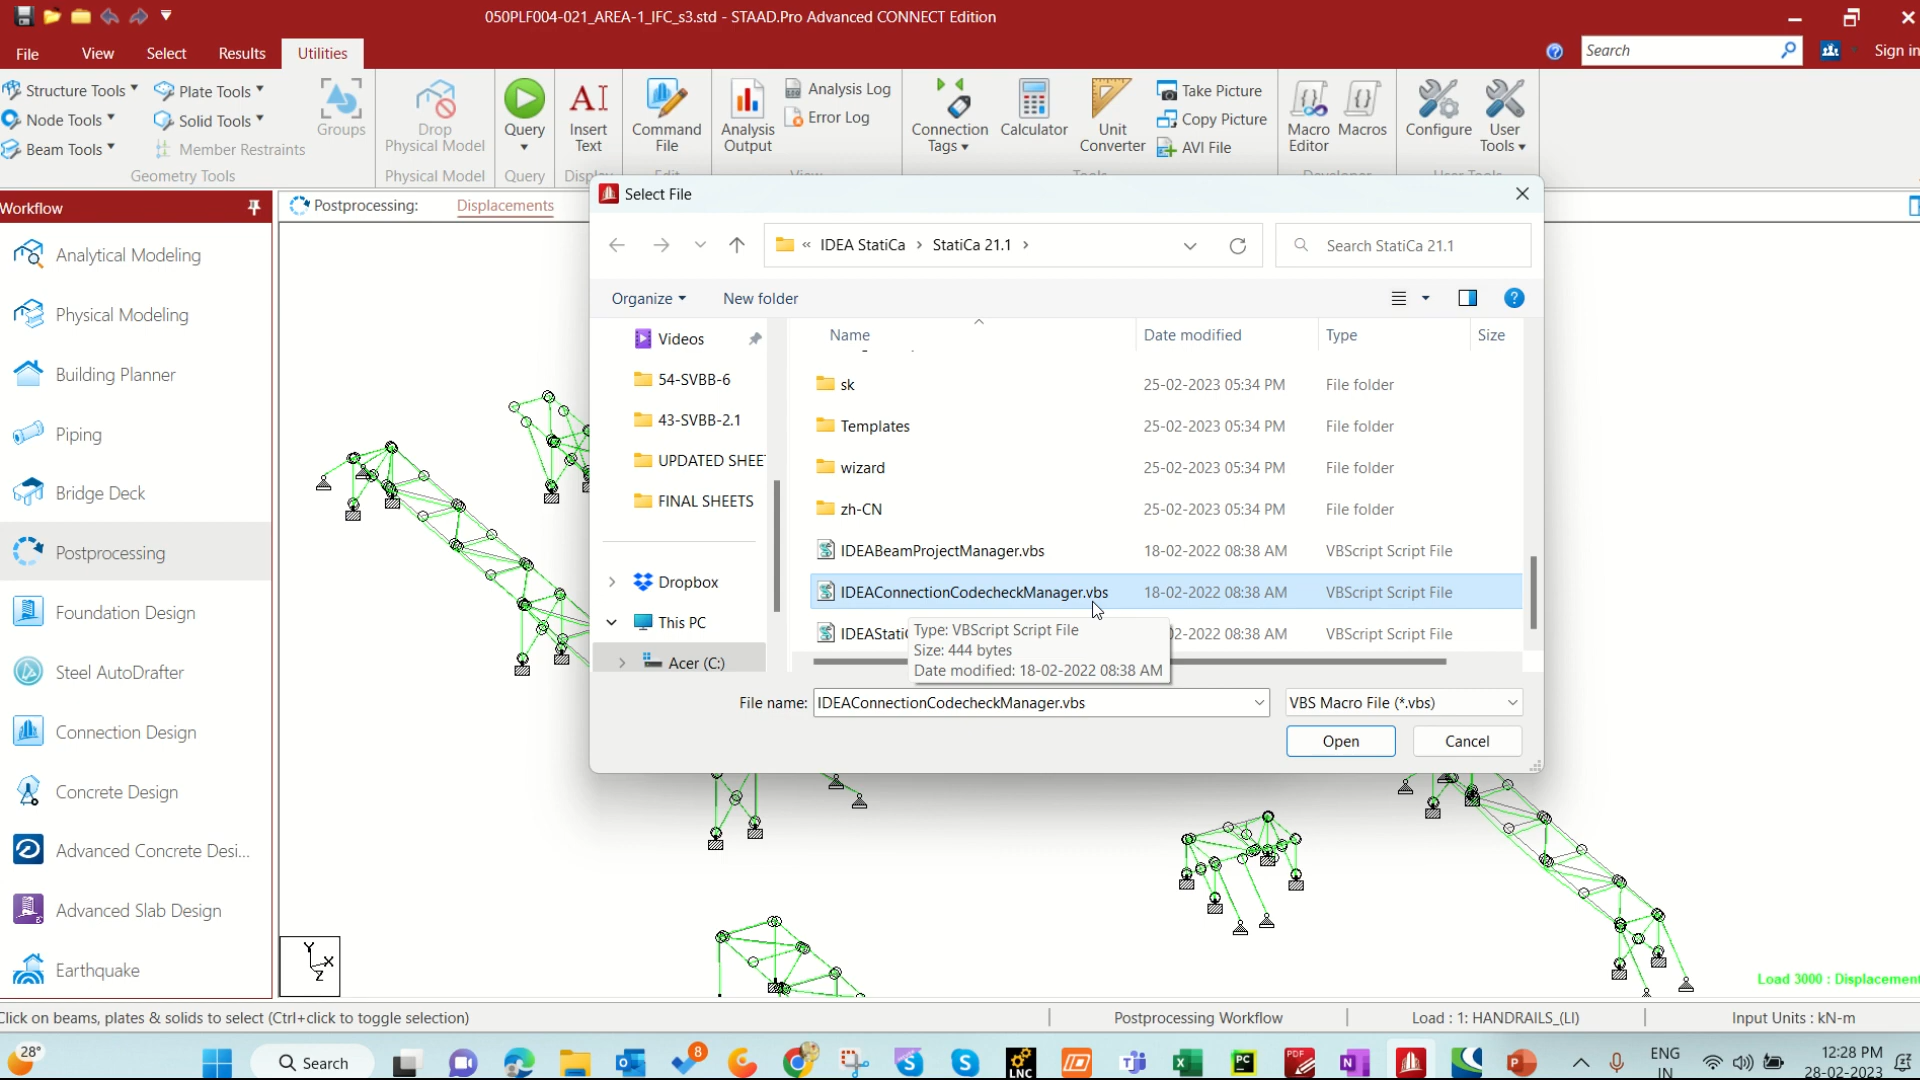 050PLF004-021_AREA-1_IFC_s3.std - STAAD.Pro Advanced CONNECT Edition
File View Select Results Utilities
Search
Sign in
Structure Tools
Node Tools
Beam Tools
Plate Tools
Solid Tools
Member Restraints
Geometry Tools
Groups
Drop
Physical Model
Physical Model
Query
Query
Insert
Text
Command
File
Analysis
Output
Analysis Log
Error Log
Connection
Tags
Calculator
Unit
Converter
Take Picture
Copy Picture
AVI File
Macro
Editor
Macros
Configure
User
Tools
Workflow
Analytical Modeling
Physical Modeling
Building Planner
Piping
Bridge Deck
Postprocessing
Foundation Design
Steel AutoDrafter
Connection Design
Concrete Design
Advanced Concrete Desi...
Advanced Slab Design
Earthquake
Postprocessing: Displacements
Select File
« IDEA StatiCa > StatiCa 21.1 >
Search StatiCa 21.1
Organize New folder
Videos
54-SVBB-6
43-SVBB-2.1
UPDATED SHEE
FINAL SHEETS
Dropbox
This PC
Acer (C:)
Name Date modified Type Size
sk 25-02-2023 05:34 PM File folder
Templates 25-02-2023 05:34 PM File folder
wizard 25-02-2023 05:34 PM File folder
zh-CN 25-02-2023 05:34 PM File folder
IDEABeamProjectManager.vbs 18-02-2022 08:38 AM VBScript Script File
IDEAConnectionCodecheckManager.vbs 18-02-2022 08:38 AM VBScript Script File
IDEAStati 02-2022 08:38 AM VBScript Script File
Type: VBScript Script File
Size: 444 bytes
Date modified: 18-02-2022 08:38 AM
File name: IDEAConnectionCodecheckManager.vbs VBS Macro File (*.vbs)
Open Cancel
Y
X
Z
Load 3000 : Displacement
Click on beams, plates & solids to select (Ctrl+click to toggle selection)
Postprocessing Workflow
Load : 1: HANDRAILS_(LI)
Input Units : kN-m
28°
Search
8
LNC
PC
PDF
ENG
IN
12:28 PM
28-02-2023